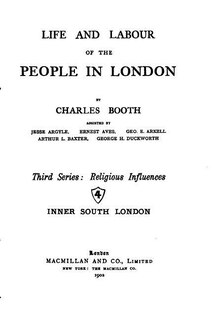 LIFE AND LABOUR
OF THE
PEOPLE IN LONDON
BY
CHARLES BOOTH
ASSISTED BY
JESSE ARGYLE, ERNEST AVES, GEO. E. ARKELL
ARTHUR L. BAXTER, GEORGE H. DUCKWORTH
Third Series: Religious Influences
4
INNER SOUTH LONDON
London
MACMILLAN AND CO., LIMITED
NEW YORK: THE MACMILLAN CO.
1902